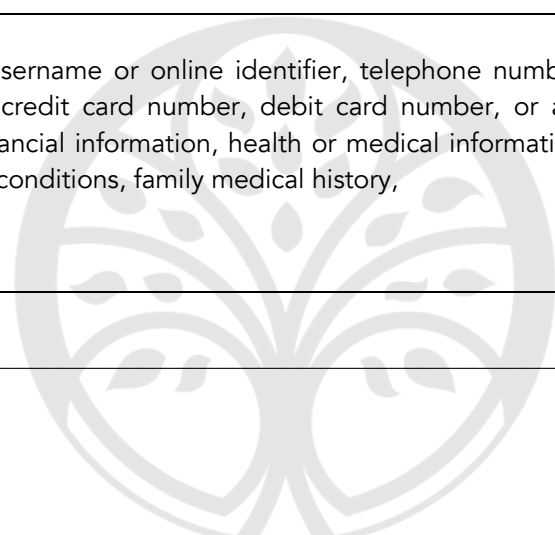 sername or online identifier, telephone numb
credit card number, debit card number, or a
ancial information, health or medical informati
conditions, family medical history,